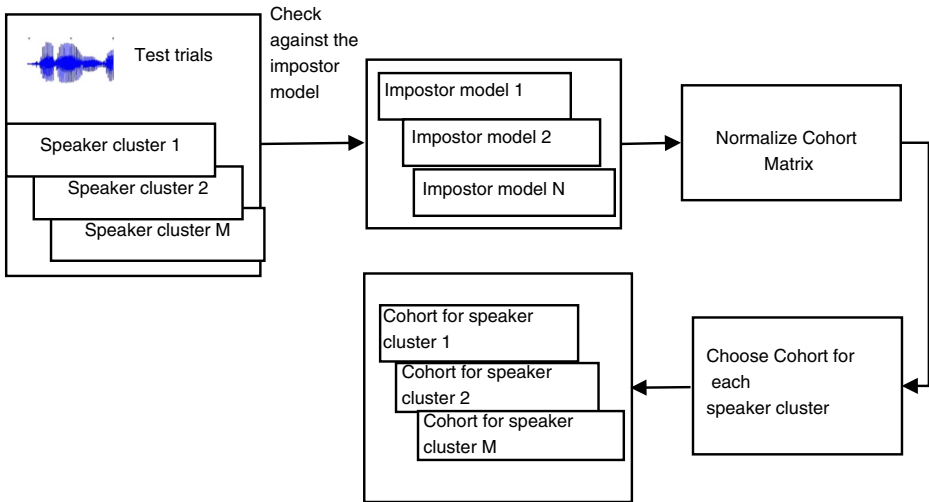 Test trials
Speaker cluster 1
Speaker cluster 2
Speaker cluster M
Check
against the
impostor
model
Impostor model 1
Impostor model 2
Impostor model N
Normalize Cohort
Matrix
Choose Cohort for
each
speaker cluster
Cohort for speaker
cluster 1
Cohort for speaker
cluster 2
Cohort for speaker
cluster M